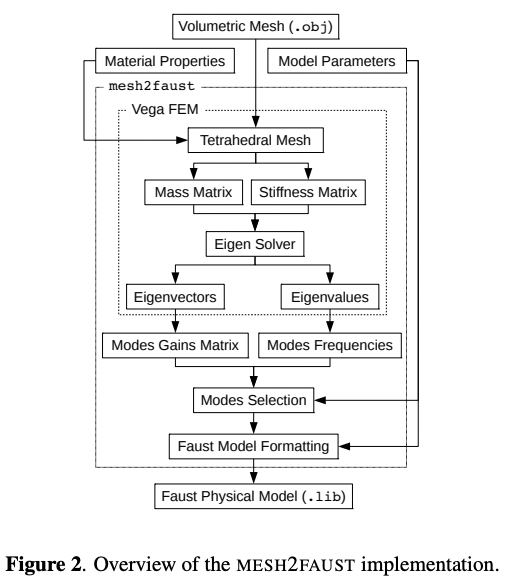 Volumetric Mesh (.obj)
Material Properties
Model Parameters
mesh2faust
Vega FEM
Tetrahedral Mesh
Mass Matrix
Stiffness Matrix
Eigen Solver
Eigenvectors
Eigenvalues
Modes Gains Matrix
Modes Frequencies
Modes Selection
Faust Model Formatting
Faust Physical Model (.lib)
Figure 2. Overview of the MESH2FAUST implementation.